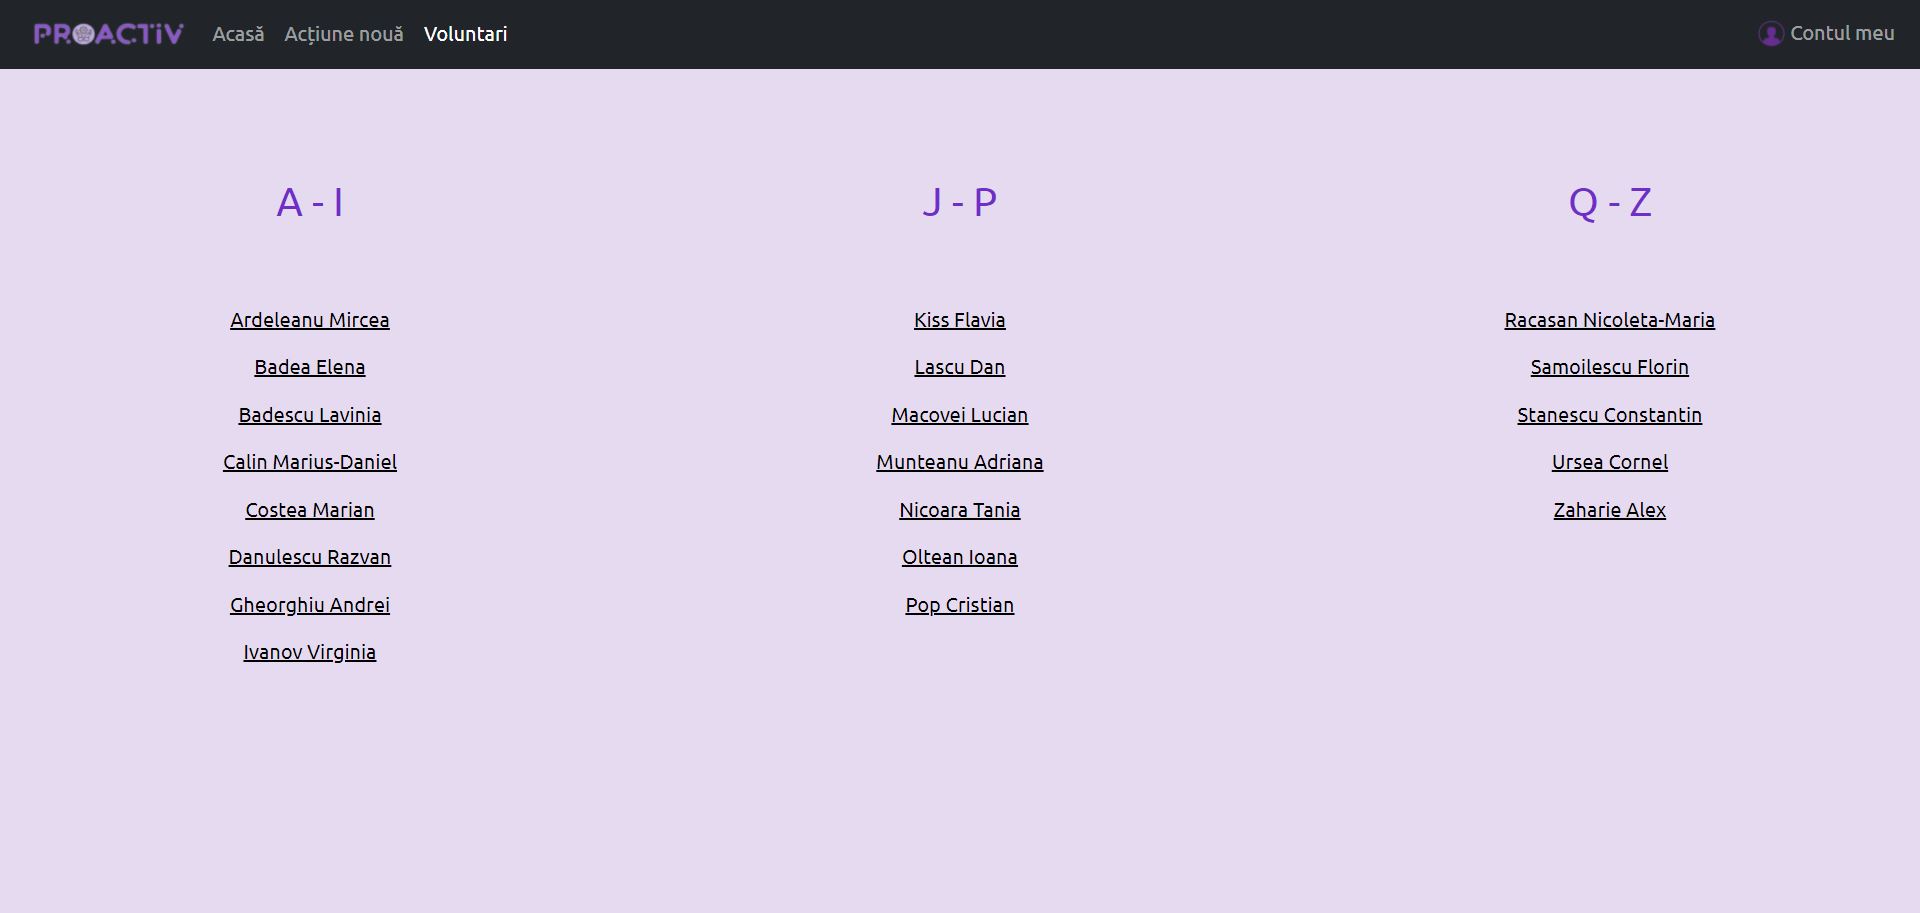 PROACTIV Acasă Acțiune nouă Voluntari Contul meu
A - I
Ardeleanu Mircea
Badea Elena
Badescu Lavinia
Calin Marius-Daniel
Costea Marian
Danulescu Razvan
Gheorghiu Andrei
Ivanov Virginia
J - P
Kiss Flavia
Lascu Dan
Macovei Lucian
Munteanu Adriana
Nicoara Tania
Oltean Ioana
Pop Cristian
Q - Z
Racasan Nicoleta-Maria
Samoilescu Florin
Stanescu Constantin
Ursea Cornel
Zaharie Alex